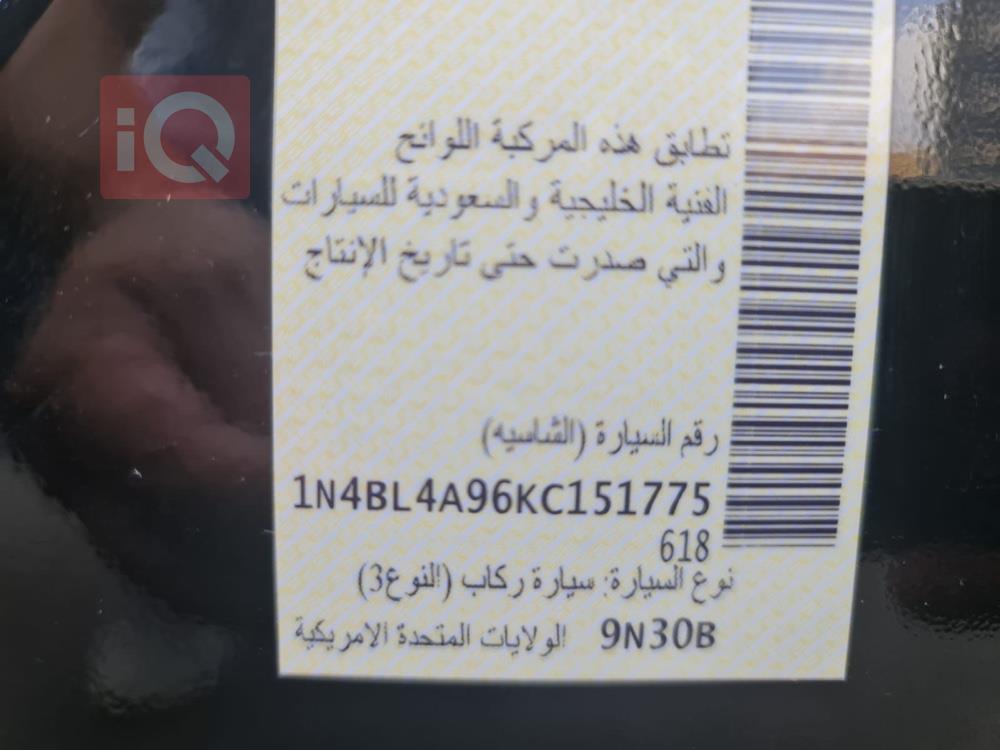 iQ
تطابق هذه المركبة اللوائح
الفنية الخليجية والسعودية للسيارات
والتي صدرت حتى تاريخ الإنتاج
رقم السيارة (الشاسيه)
1N4BL4A96KC151775
618
نوع السيارة: سيارة ركاب (النوع3)
9N30B الولايات المتحدة الامريكية